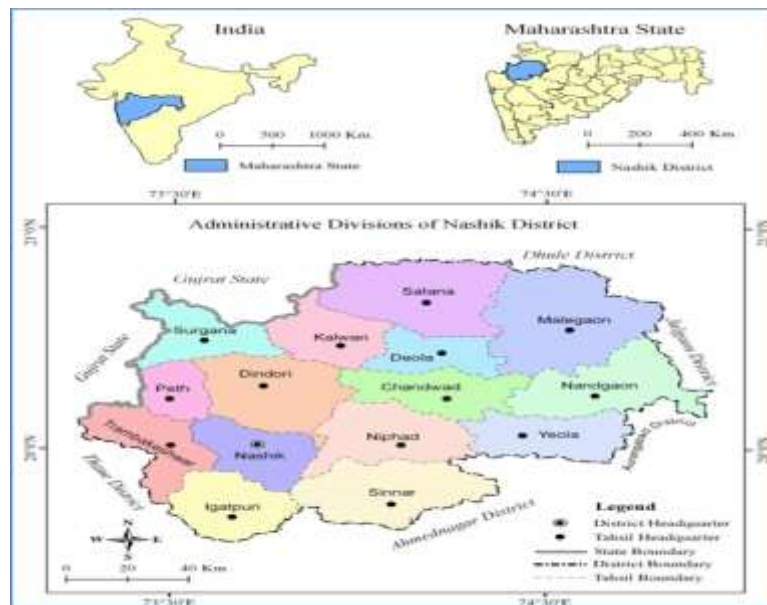 India
Maharashtra State
0 500 1000 Km.
0 200 400 Km
Maharashtra State
Nashik District
73°30'E
74°30'E
21°N
21°N
Administrative Divisions of Nashik District
Dhule District
Gujrat State
Satana
Malegaon
Surgana
Kalwan
Deola
Gujrat State
Jalgaon District
Peth
Dindori
Chandwad
Nandgaon
Trambakeshwar
Nashik
Niphad
Yeola
20°N
20°N
Thane District
Igatpuri
Sinnar
Ahmednagar District
Legend
N
W E
S
District Headquarter
Tahsil Headquarter
State Boundary
District Boundary
Tahsil Boundary
0 20 40 Km
73°30'E
74°30'E